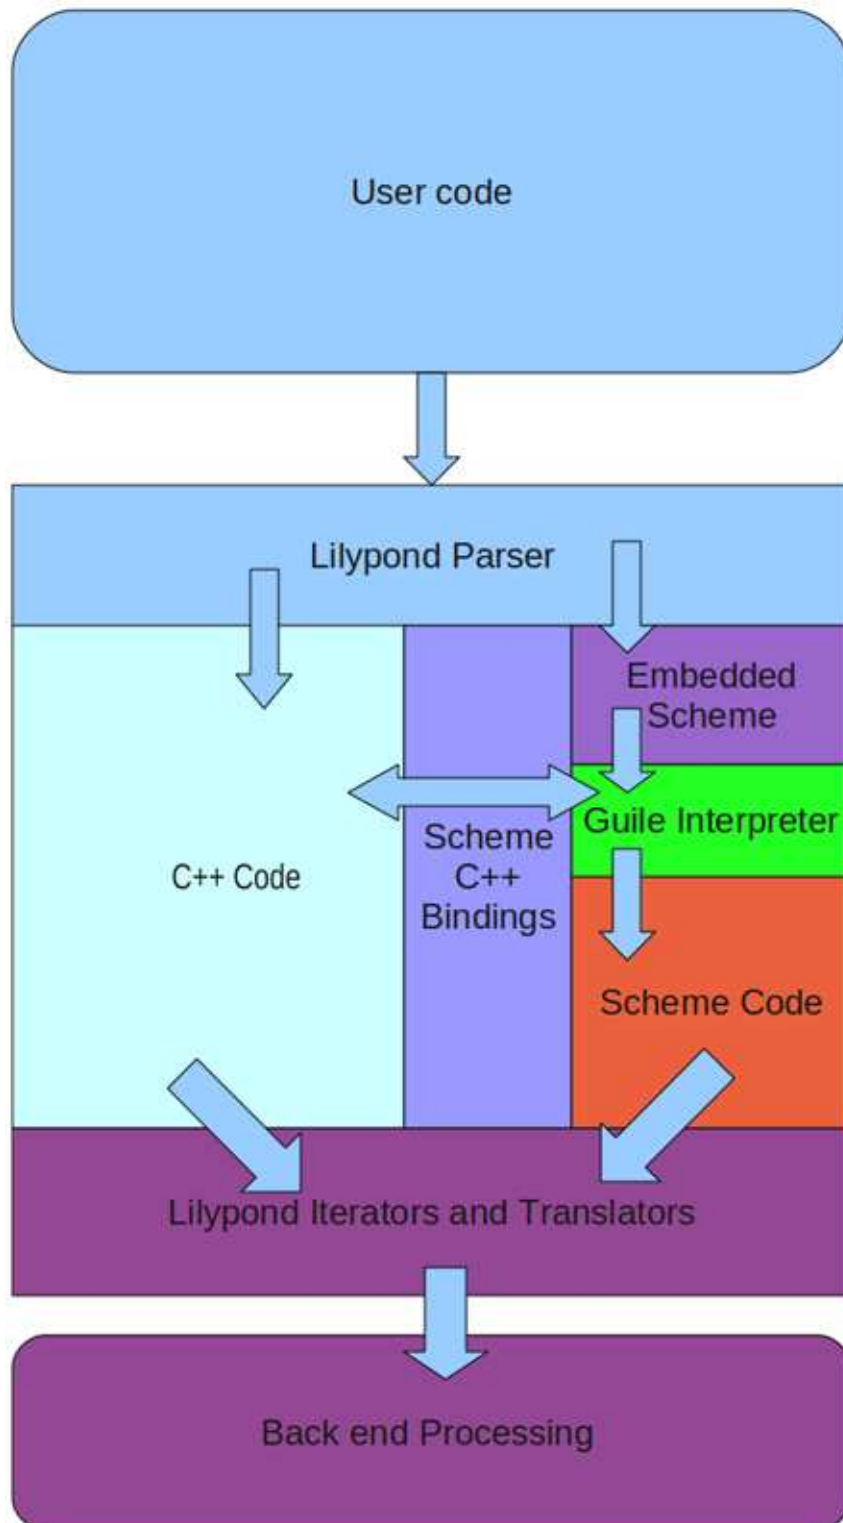 User code
Lilypond Parser
Embedded
Scheme
Guile Interpreter
Scheme
C++
Bindings
C++ Code
Scheme Code
Lilypond Iterators and Translators
Back end Processing